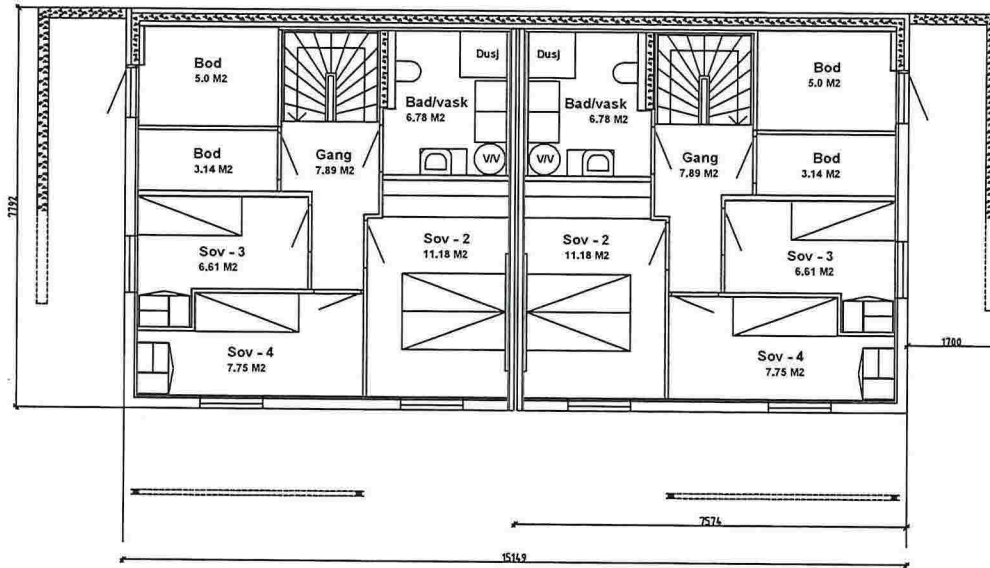 Bod
5.0 M2
Dusj
Bad/vask
6.78 M2
Bod
3.14 M2
Gang
7.89 M2
V/V
Sov - 3
6.61 M2
Sov - 2
11.18 M2
Sov - 4
7.75 M2
Dusj
Bad/vask
6.78 M2
Bod
5.0 M2
V/V
Gang
7.89 M2
Bod
3.14 M2
Sov - 2
11.18 M2
Sov - 3
6.61 M2
Sov - 4
7.75 M2
7792
1700
7574
15149